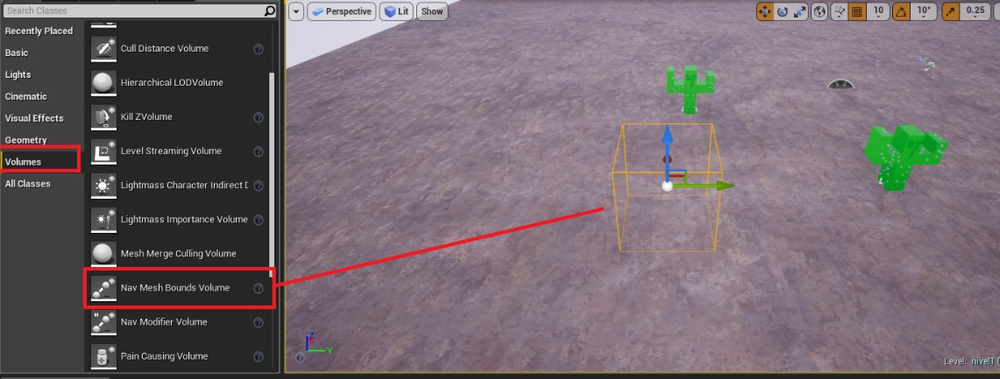 Search Classes
Recently Placed
Basic
Lights
Cinematic
Visual Effects
Geometry
Volumes
All Classes
Cull Distance Volume
Hierarchical LODVolume
Kill ZVolume
Level Streaming Volume
Lightmass Character Indirect D
Lightmass Importance Volume
Mesh Merge Culling Volume
Nav Mesh Bounds Volume
Nav Modifier Volume
Pain Causing Volume
Perspective Lit Show 10 10° 0.25
Z
Y
Level: nivel1 (